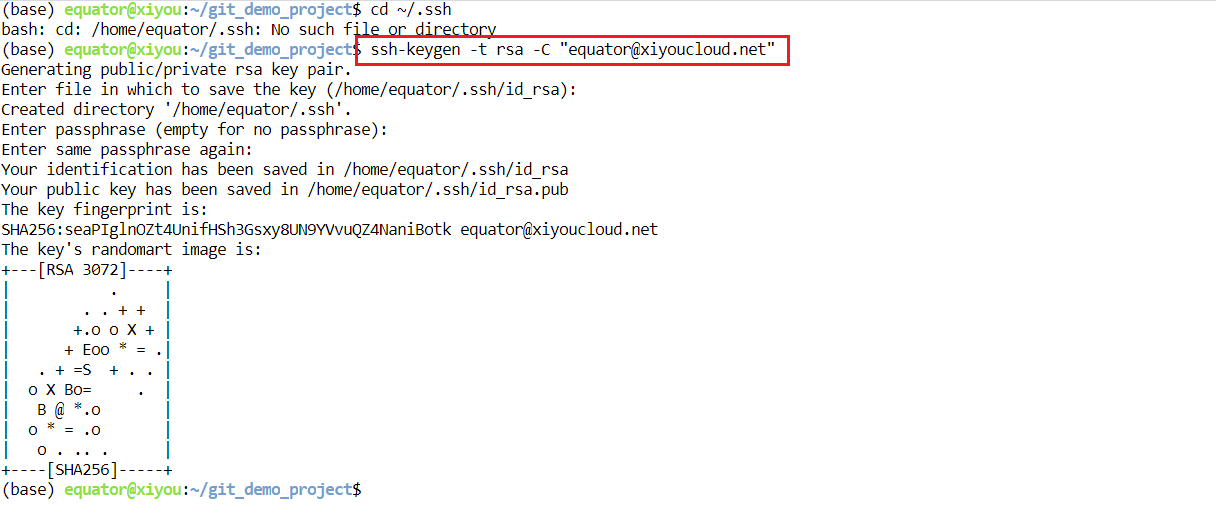 (base) equator@xiyou:~/git_demo_project$ cd ~/.ssh
bash: cd: /home/equator/.ssh: No such file or directory
(base) equator@xiyou:~/git_demo_project$ ssh-keygen -t rsa -C "equator@xiyoucloud.net"
Generating public/private rsa key pair.
Enter file in which to save the key (/home/equator/.ssh/id_rsa):
Created directory '/home/equator/.ssh'.
Enter passphrase (empty for no passphrase):
Enter same passphrase again:
Your identification has been saved in /home/equator/.ssh/id_rsa
Your public key has been saved in /home/equator/.ssh/id_rsa.pub
The key fingerprint is:
SHA256:seaPIglnOZt4UnifHSh3Gsxy8UN9YVvuQZ4NaniBotk equator@xiyoucloud.net
The key's randomart image is:
+---[RSA 3072]----+
|           .     |
|        . . + +  |
|       +.o o X + |
|      + Eoo * = .|
|   . + =S  + . . |
|  o X Bo=     .  |
|   B @ *.o       |
|  o * = .o       |
|   o . .. .      |
+----[SHA256]-----+
(base) equator@xiyou:~/git_demo_project$